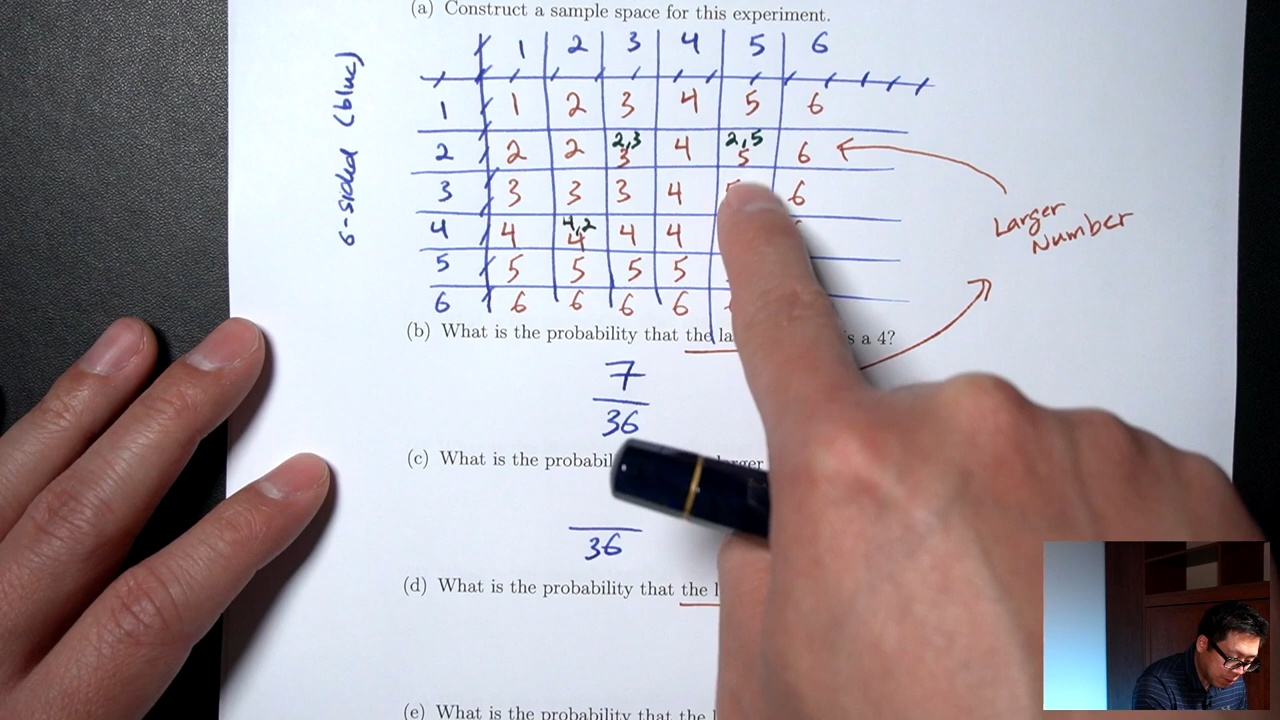 (a) Construct a sample space for this experiment.
1 2 3 4 5 6
6-sided (blue)
1 1 2 3 4 5 6
2,3 2,5
2 2 2 3 4 5 6
3 3 3 3 4 5 6
4,2
4 4 4 4 4
5 5 5 5 5
6 6 6 6 6
Larger
Number
(b) What is the probability that the la s a 4?
7
36
(c) What is the probabil rger
36
(d) What is the probability that the l
(e) What is the probability that the l